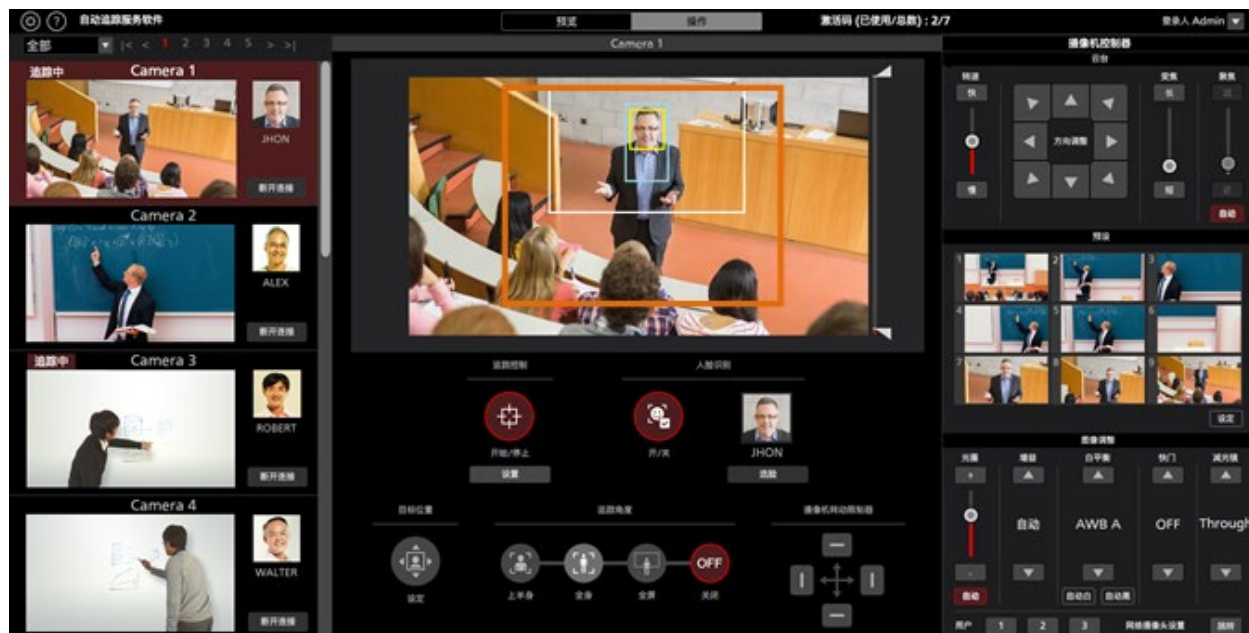 自动追踪服务软件
预览
操作
激活码 (已使用/总数) : 2/7
登录人 Admin
全部
|< < 1 2 3 4 5 > >|
Camera 1
摄像机控制器
云台
追踪中
Camera 1
JHON
断开连接
Camera 2
ALEX
断开连接
追踪中
Camera 3
ROBERT
断开连接
Camera 4
WALTER
断开连接
追踪控制
人脸识别
开始/停止
开/关
JHON
设置
选脸
目标位置
追踪角度
摄像机转动限制器
OFF
设定
上半身
全身
全屏
关闭
转速
变焦
聚焦
快
长
方向调整
慢
短
自动
预设
1 2 3
4 5 6
7 8 9
设定
图像调整
光圈 增益 白平衡 快门 减光镜
+
自动 AWB A OFF Through
-
自动
自动白 自动黑
用户 1 2 3 网络摄像头设置 跳转